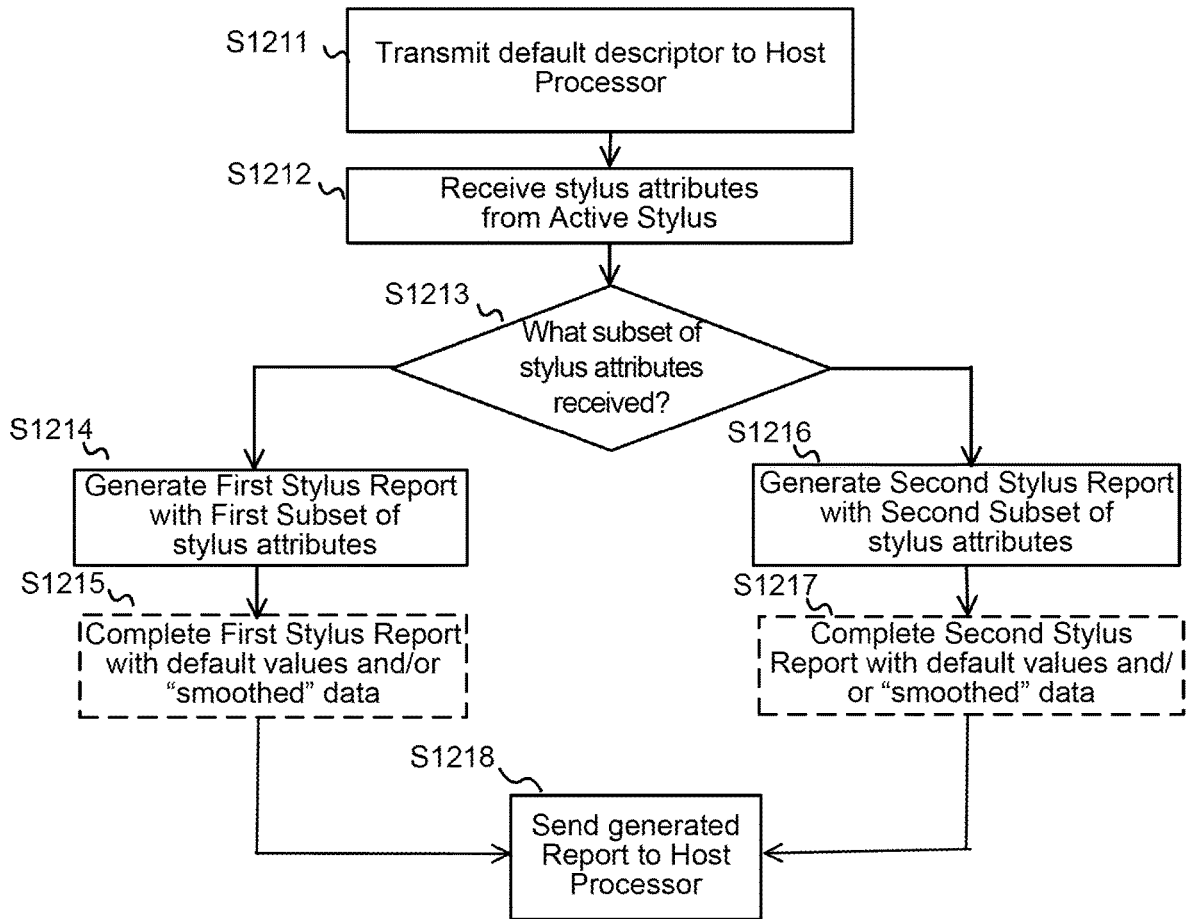 S1211
Transmit default descriptor to Host
Processor
S1212
Receive stylus attributes
from Active Stylus
S1213
What subset of
stylus attributes
received?
S1214
Generate First Stylus Report
with First Subset of
stylus attributes
S1216
Generate Second Stylus Report
with Second Subset of
stylus attributes
S1215
Complete First Stylus Report
with default values and/or
“smoothed” data
S1217
Complete Second Stylus
Report with default values and/
or “smoothed” data
S1218
Send generated
Report to Host
Processor